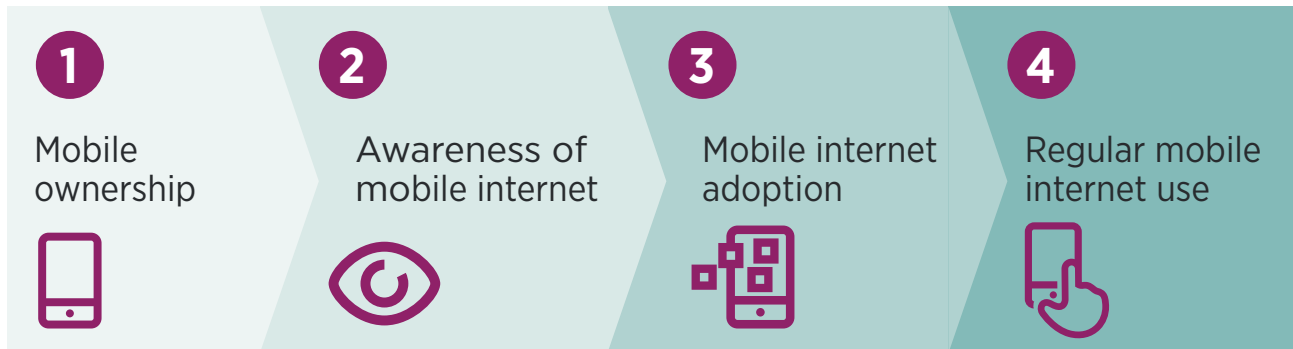 1
Mobile
ownership
2
Awareness of
mobile internet
3
Mobile internet
adoption
4
Regular mobile
internet use